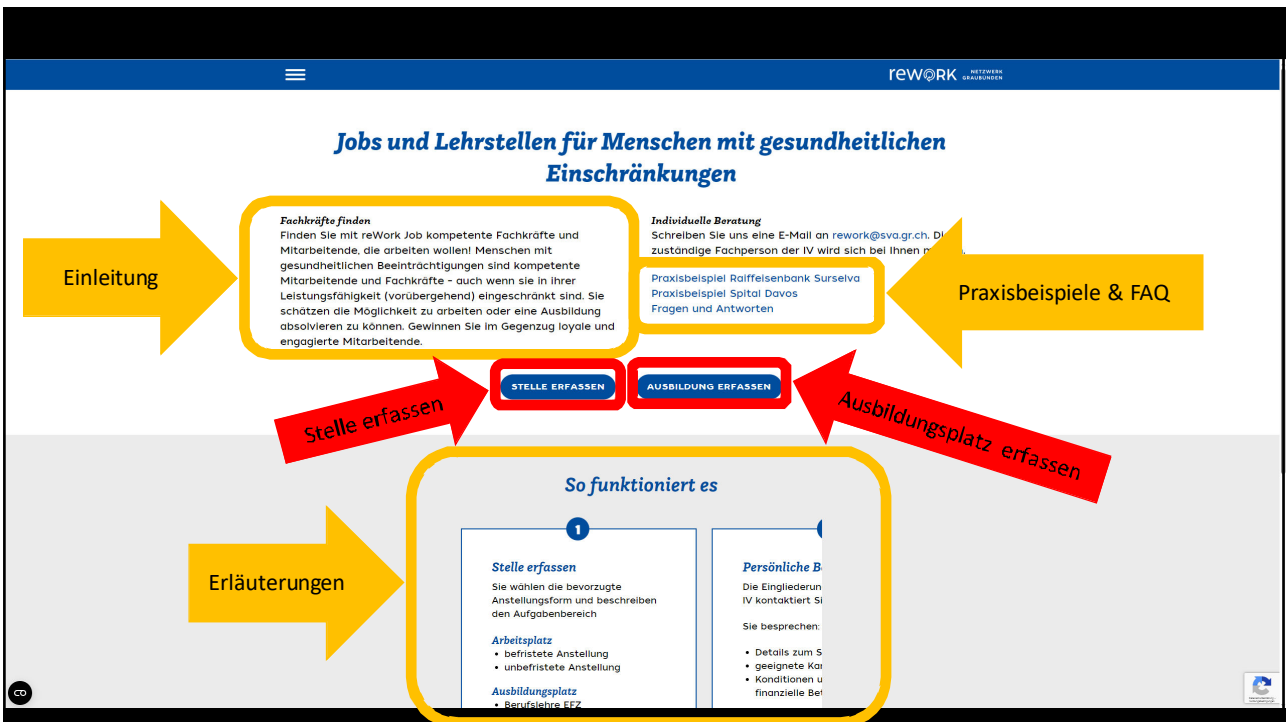 rewORK NETZWERK GRAUBÜNDEN
Jobs und Lehrstellen für Menschen mit gesundheitlichen
Einschränkungen
Einleitung
Fachkräfte finden
Finden Sie mit reWork Job kompetente Fachkräfte und
Mitarbeitende, die arbeiten wollen! Menschen mit
gesundheitlichen Beeinträchtigungen sind kompetente
Mitarbeitende und Fachkräfte - auch wenn sie in ihrer
Leistungsfähigkeit (vorübergehend) eingeschränkt sind. Sie
schätzen die Möglichkeit zu arbeiten oder eine Ausbildung
absolvieren zu können. Gewinnen Sie im Gegenzug loyale und
engagierte Mitarbeitende.
Individuelle Beratung
Schreiben Sie uns eine E-Mail an rework@sva.gr.ch.
zuständige Fachperson der IV wird sich bei Ihnen
Praxisbeispiel Raiffeisenbank Surselva
Praxisbeispiel Spital Davos
Fragen und Antworten
Praxisbeispiele & FAQ
STELLE ERFASSEN
AUSBILDUNG ERFASSEN
Stelle erfassen
Ausbildungsplatz erfassen
So funktioniert es
Erläuterungen
1
Stelle erfassen
Sie wählen die bevorzugte
Anstellungsform und beschreiben
den Aufgabenbereich
Arbeitsplatz
• befristete Anstellung
• unbefristete Anstellung
Ausbildungsplatz
• Berufslehre EFZ
Persönliche B
Die Eingliederun
IV kontaktiert Si
Sie besprechen:
• Details zum S
• geeignete Kar
• Konditionen u
finanzielle Bet